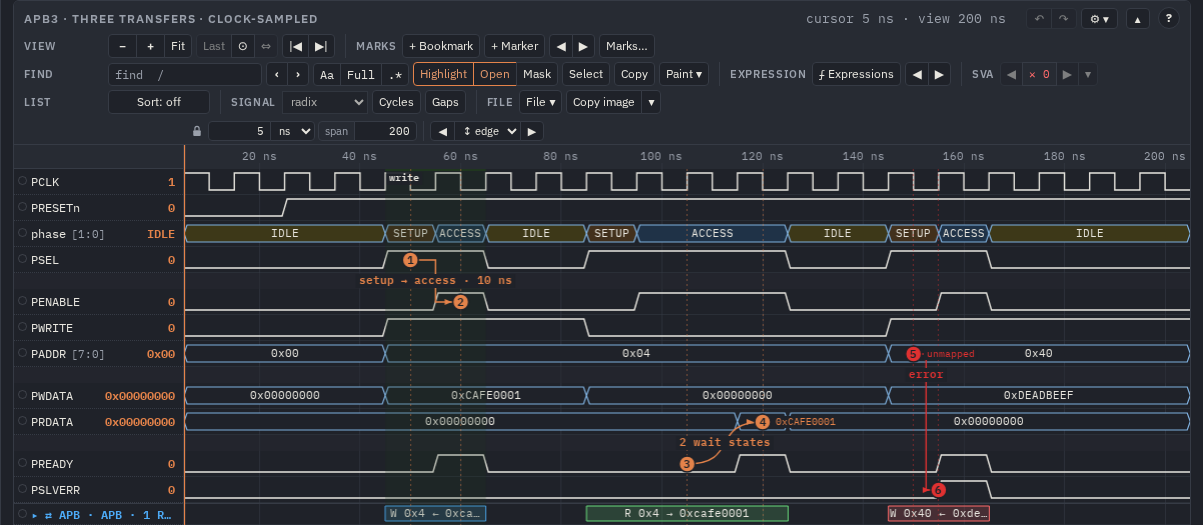 APB3 · THREE TRANSFERS · CLOCK-SAMPLED cursor 5 ns · view 200 ns ↶ ↷ ⚙ ▾ ▲ ?
VIEW − + Fit Last ⊙ ⇔ |◀ ▶| MARKS + Bookmark + Marker ◀ ▶ Marks…
FIND find / ‹ › Aa Full .* Highlight Open Mask Select Copy Paint ▾ EXPRESSION ⨍ Expressions ◀ ▶ SVA ◀ × 0 ▶ ▾
LIST Sort: off SIGNAL radix Cycles Gaps FILE File ▾ Copy image ▾
5 ns span 200 ◀ ↕ edge ▶
20 ns 40 ns 60 ns 80 ns 100 ns 120 ns 140 ns 160 ns 180 ns 200 ns
PCLK 1 write
PRESETn 0
phase [1:0] IDLE IDLE SETUP ACCESS IDLE SETUP ACCESS IDLE SETUP ACCESS IDLE
PSEL 0 1
setup → access · 10 ns
PENABLE 0 2
PWRITE 0
PADDR [7:0] 0x00 0x00 0x04 5 unmapped 0x40
error
PWDATA 0x00000000 0x00000000 0xCAFE0001 0x00000000 0xDEADBEEF
PRDATA 0x00000000 0x00000000 4 0xCAFE0001 0x00000000
2 wait states
PREADY 0 3
PSLVERR 0 6
▸ ⇄ APB · APB · 1 R… W 0x4 ← 0xca… R 0x4 → 0xcafe0001 W 0x40 ← 0xde…